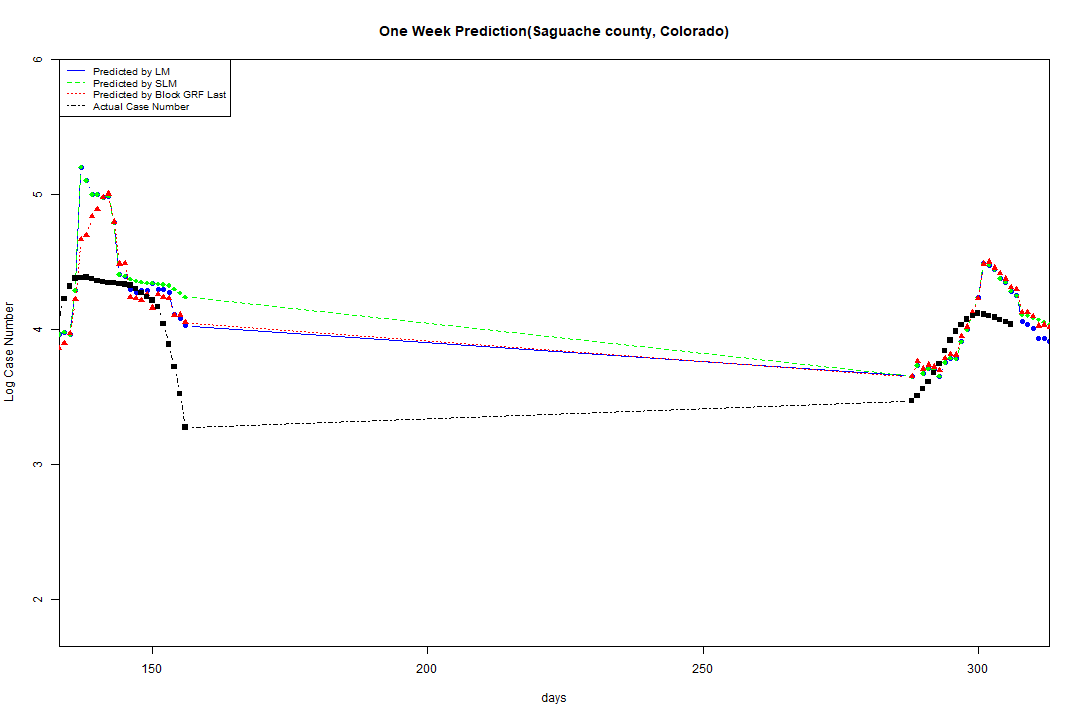 One Week Prediction(Saguache county, Colorado)
Predicted by LM
Predicted by SLM
Predicted by Block GRF Last
Actual Case Number
6
5
4
3
2
Log Case Number
150
200
250
300
days